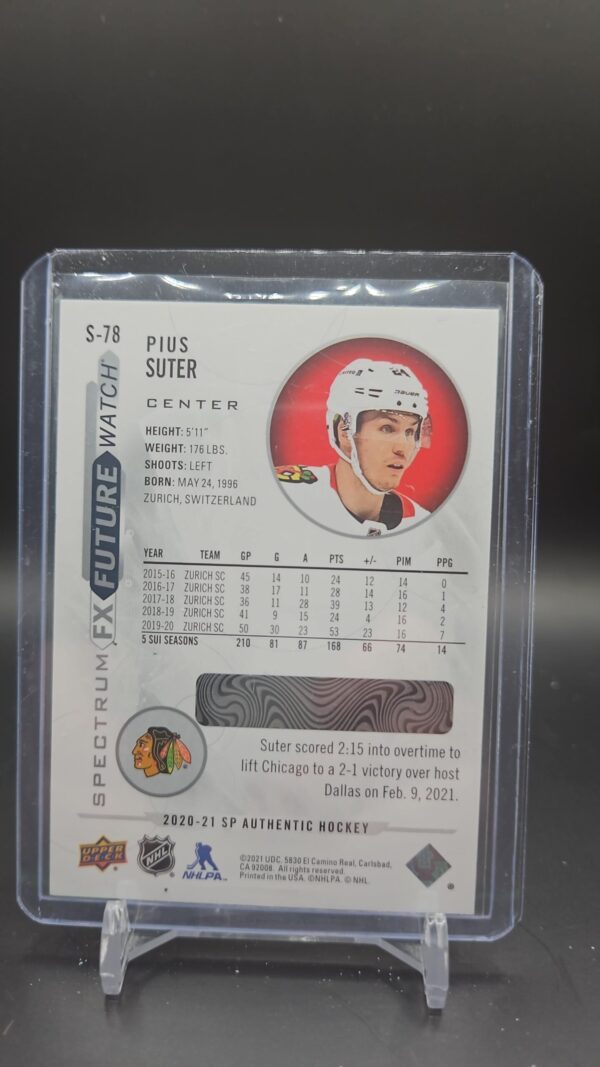 S-78
PIUS
SUTER
CENTER
HEIGHT: 5'11"
WEIGHT: 176 LBS.
SHOOTS: LEFT
BORN: MAY 24, 1996
ZURICH, SWITZERLAND
SPECTRUM FX FUTURE WATCH
24
BAUER
YEAR TEAM GP G A PTS +/- PIM PPG
2015-16 ZURICH SC 45 14 10 24 12 14 0
2016-17 ZURICH SC 38 17 11 28 14 16 1
2017-18 ZURICH SC 36 11 28 39 13 12 4
2018-19 ZURICH SC 41 9 15 24 4 16 2
2019-20 ZURICH SC 50 30 23 53 23 16 7
5 SUI SEASONS 210 81 87 168 66 74 14
Suter scored 2:15 into overtime to
lift Chicago to a 2-1 victory over host
Dallas on Feb. 9, 2021.
2020-21 SP AUTHENTIC HOCKEY
UPPER
DECK
NHL
NHLPA
©2021 UDC. 5830 El Camino Real, Carlsbad,
CA 92008. All rights reserved.
Printed in the USA. ©NHLPA. © NHL.
®